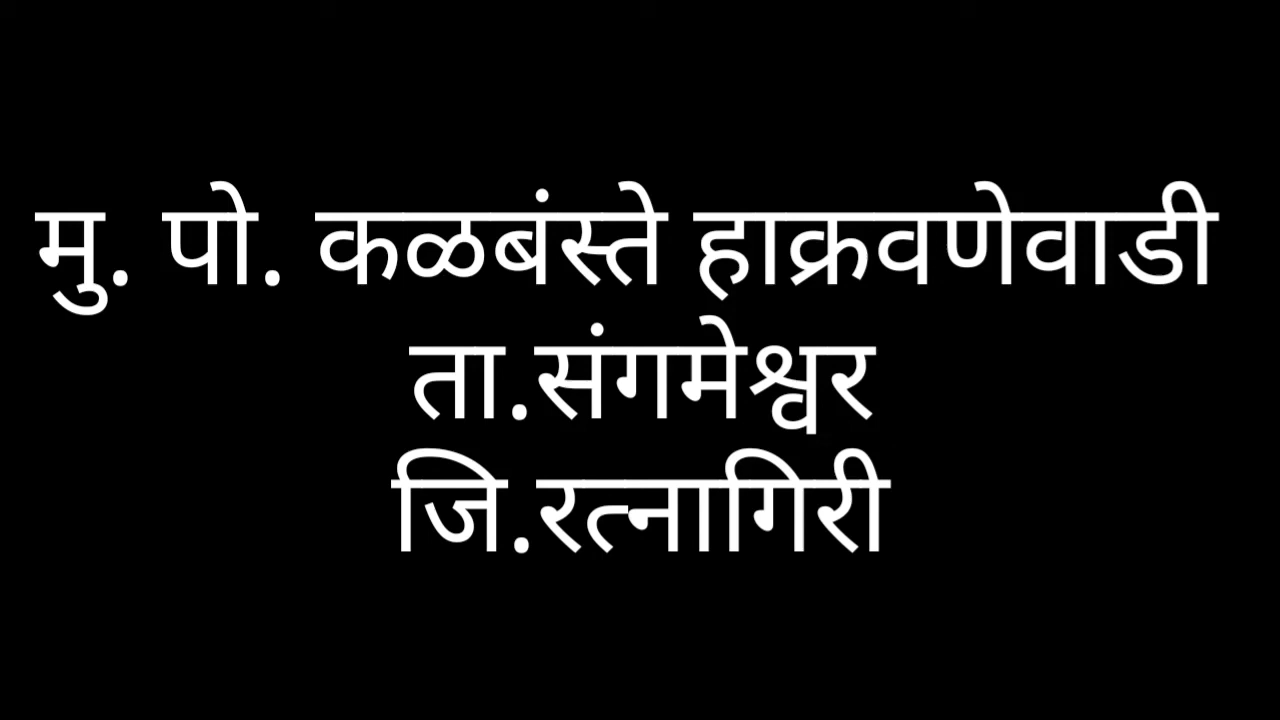 मु. पो. कळबंस्ते हाक्रवणेवाडी
ता.संगमेश्वर
जि.रत्नागिरी